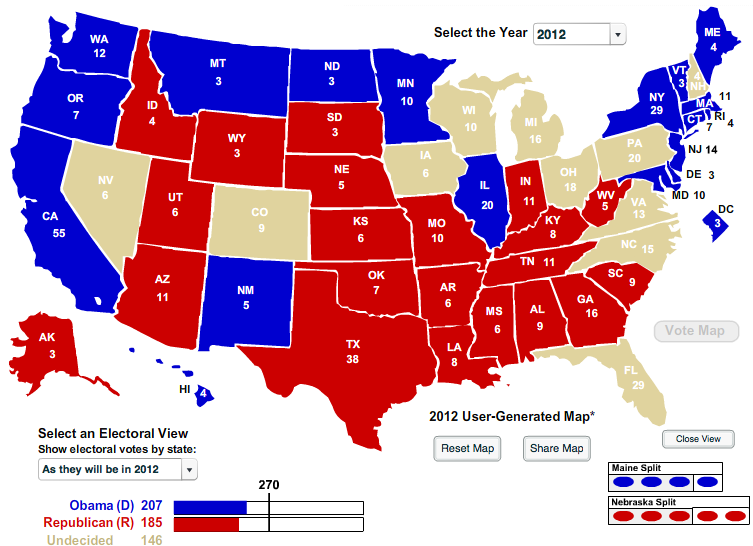 Select the Year 2012
WA
12
OR
7
CA
55
NV
6
ID
4
MT
3
WY
3
UT
6
AZ
11
CO
9
NM
5
ND
3
SD
3
NE
5
KS
6
OK
7
TX
38
MN
10
IA
6
MO
10
AR
6
LA
8
WI
10
IL
20
MI
16
IN
11
OH
18
KY
8
TN 11
MS
6
AL
9
GA
16
FL
29
SC 9
NC 15
VA
13
WV
5
PA
20
NY
29
VT
3
4
NH
ME
4
MA 11
RI 4
CT 7
NJ 14
DE 3
MD 10
DC
3
AK
3
HI 4
Vote Map
2012 User-Generated Map*
Reset Map Share Map
Close View
Select an Electoral View
Show electoral votes by state:
As they will be in 2012
270
Obama (D) 207
Republican (R) 185
Undecided 146
Maine Split
Nebraska Split